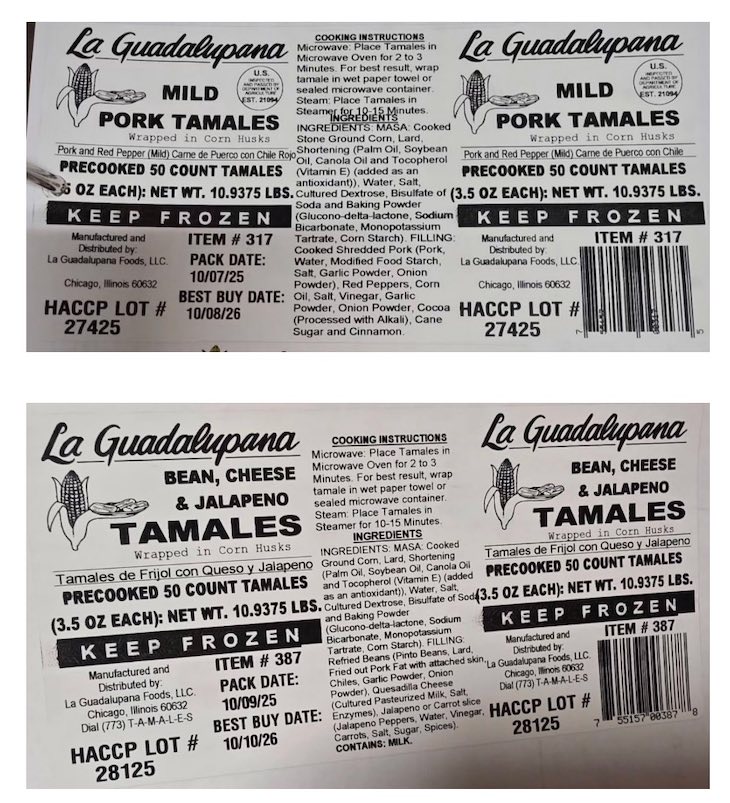 La Guadalupana
U.S.
INSPECTED
AND PASSED BY
DEPARTMENT OF
AGRICULTURE
EST. 21094
MILD
PORK TAMALES
Wrapped in Corn Husks
Pork and Red Pepper (Mild) Carne de Puerco con Chile Rojo
PRECOOKED 50 COUNT TAMALES
5 OZ EACH): NET WT. 10.9375 LBS.
KEEP FROZEN
Manufactured and
Distributed by:
La Guadalupana Foods, LLC.
Chicago, Illinois 60632
HACCP LOT #
27425
ITEM # 317
PACK DATE:
10/07/25
BEST BUY DATE:
10/08/26
COOKING INSTRUCTIONS
Microwave: Place Tamales in
Microwave Oven for 2 to 3
Minutes. For best result, wrap
tamale in wet paper towel or
sealed microwave container.
Steam: Place Tamales in
Steamer for 10-15 Minutes.
INGREDIENTS
INGREDIENTS: MASA: Cooked
Stone Ground Corn, Lard,
Shortening (Palm Oil, Soybean
Oil, Canola Oil and Tocopherol
(Vitamin E) (added as an
antioxidant)), Water, Salt,
Cultured Dextrose, Bisulfate of
Soda and Baking Powder
(Glucono-delta-lactone, Sodium
Bicarbonate, Monopotassium
Tartrate, Corn Starch). FILLING:
Cooked Shredded Pork (Pork,
Water, Modified Food Starch,
Salt, Garlic Powder, Onion
Powder), Red Peppers, Corn
Oil, Salt, Vinegar, Garlic
Powder, Onion Powder, Cocoa
(Processed with Alkali), Cane
Sugar and Cinnamon.
La Guadalupana
U.S.
INSPECTED
AND PASSED BY
DEPARTMENT OF
AGRICULTURE
EST. 21094
MILD
PORK TAMALES
Wrapped in Corn Husks
Pork and Red Pepper (Mild) Carne de Puerco con Chile
PRECOOKED 50 COUNT TAMALES
(3.5 OZ EACH): NET WT. 10.9375 LBS.
KEEP FROZEN
Manufactured and
Distributed by:
La Guadalupana Foods, LLC.
Chicago, Illinois 60632
HACCP LOT #
27425
ITEM # 317
La Guadalupana
BEAN, CHEESE
& JALAPENO
TAMALES
Wrapped in Corn Husks
Tamales de Frijol con Queso y Jalapeno
PRECOOKED 50 COUNT TAMALES
(3.5 OZ EACH): NET WT. 10.9375 LBS.
KEEP FROZEN
Manufactured and
Distributed by:
La Guadalupana Foods, LLC.
Chicago, Illinois 60632
Dial (773) T-A-M-A-L-E-S
HACCP LOT #
28125
ITEM # 387
PACK DATE:
10/09/25
BEST BUY DATE:
10/10/26
COOKING INSTRUCTIONS
Microwave: Place Tamales in
Microwave Oven for 2 to 3
Minutes. For best result, wrap
tamale in wet paper towel or
sealed microwave container.
Steam: Place Tamales in
Steamer for 10-15 Minutes.
INGREDIENTS
INGREDIENTS: MASA: Cooked
Ground Corn, Lard, Shortening
(Palm Oil, Soybean Oil, Canola Oil
and Tocopherol (Vitamin E) (added
as an antioxidant)), Water, Salt,
Cultured Dextrose, Bisulfate of Soda
and Baking Powder
(Glucono-delta-lactone, Sodium
Bicarbonate, Monopotassium
Tartrate, Corn Starch). FILLING:
Refried Beans (Pinto Beans, Lard,
Fried out Pork Fat with attached skin,
Chiles, Garlic Powder, Onion
Powder), Quesadilla Cheese
(Cultured Pasteurized Milk, Salt,
Enzymes), Jalapeno or Carrot slice
(Jalapeno Peppers, Water, Vinegar,
Carrots, Salt, Sugar, Spices).
CONTAINS: MILK.
La Guadalupana
BEAN, CHEESE
& JALAPENO
TAMALES
Wrapped in Corn Husks
Tamales de Frijol con Queso y Jalapeno
PRECOOKED 50 COUNT TAMALES
(3.5 OZ EACH): NET WT. 10.9375 LBS.
KEEP FROZEN
Manufactured and
Distributed by:
La Guadalupana Foods, LLC.
Chicago, Illinois 60632
Dial (773) T-A-M-A-L-E-S
HACCP LOT #
28125
ITEM # 387
7 55157 00387 8